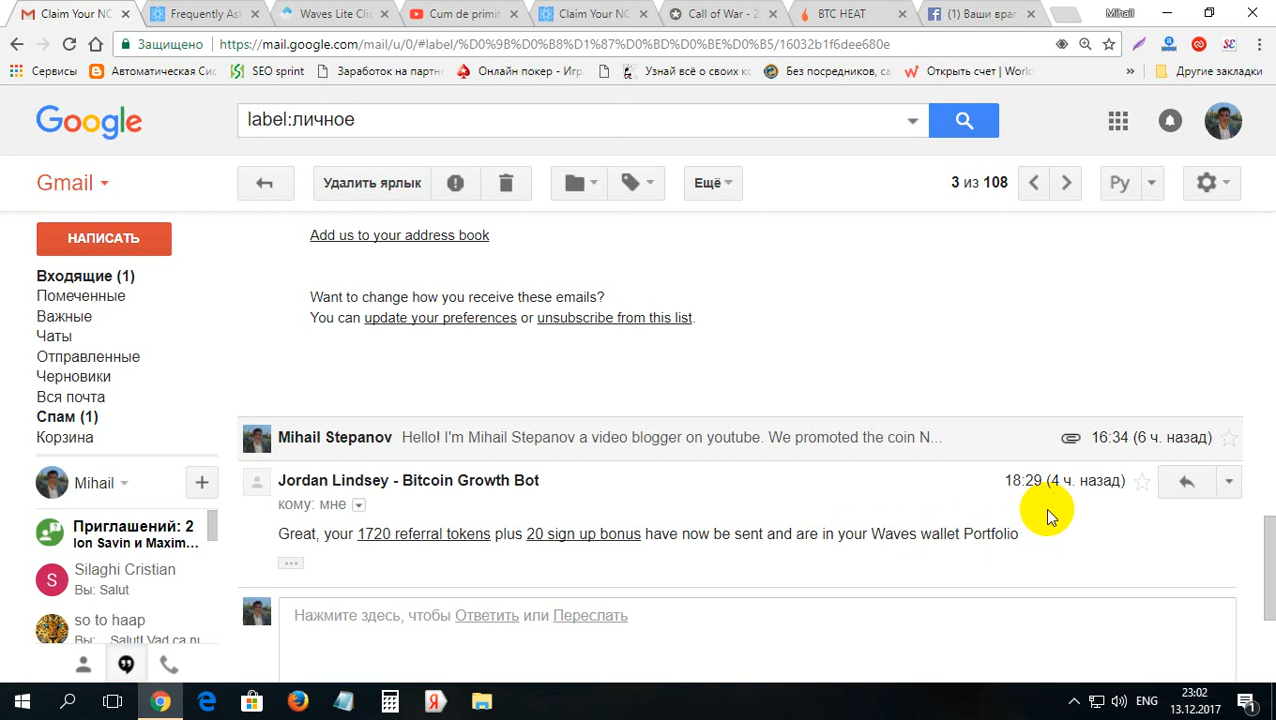 Claim Your NC
Frequently As
Waves Lite Cli
Cum de primit
Claim Your NC
Call of War - 2
BTC HEAT
(1) Ваши враг
Mihail
Защищено
https://mail.google.com/mail/u/0/#label/%D0%9B%D0%B8%D1%87%D0%BD%D0%BE%D0%B5/16032b1f6dee680e
Сервисы
Автоматическая Сис
SEO sprint
Заработок на партн
Онлайн покер - Игр
Узнай всё о своих ко
Без посредников, са
Открыть счет | Worl
»
Другие закладки
Google
label:личное
Gmail
Удалить ярлык
Ещё
3 из 108
Ру
НАПИСАТЬ
Входящие (1)
Помеченные
Важные
Чаты
Отправленные
Черновики
Вся почта
Спам (1)
Корзина
Mihail
Приглашений: 2
Ion Savin и Maxim...
S
Silaghi Cristian
Вы: Salut
so to haap
Add us to your address book
Want to change how you receive these emails?
You can update your preferences or unsubscribe from this list.
Mihail Stepanov Hello! I'm Mihail Stepanov a video blogger on youtube. We promoted the coin N...
16:34 (6 ч. назад)
Jordan Lindsey - Bitcoin Growth Bot
18:29 (4 ч. назад)
кому: мне
Great, your 1720 referral tokens plus 20 sign up bonus have now be sent and are in your Waves wallet Portfolio
...
Нажмите здесь, чтобы Ответить или Переслать
ENG
23:02
13.12.2017
1